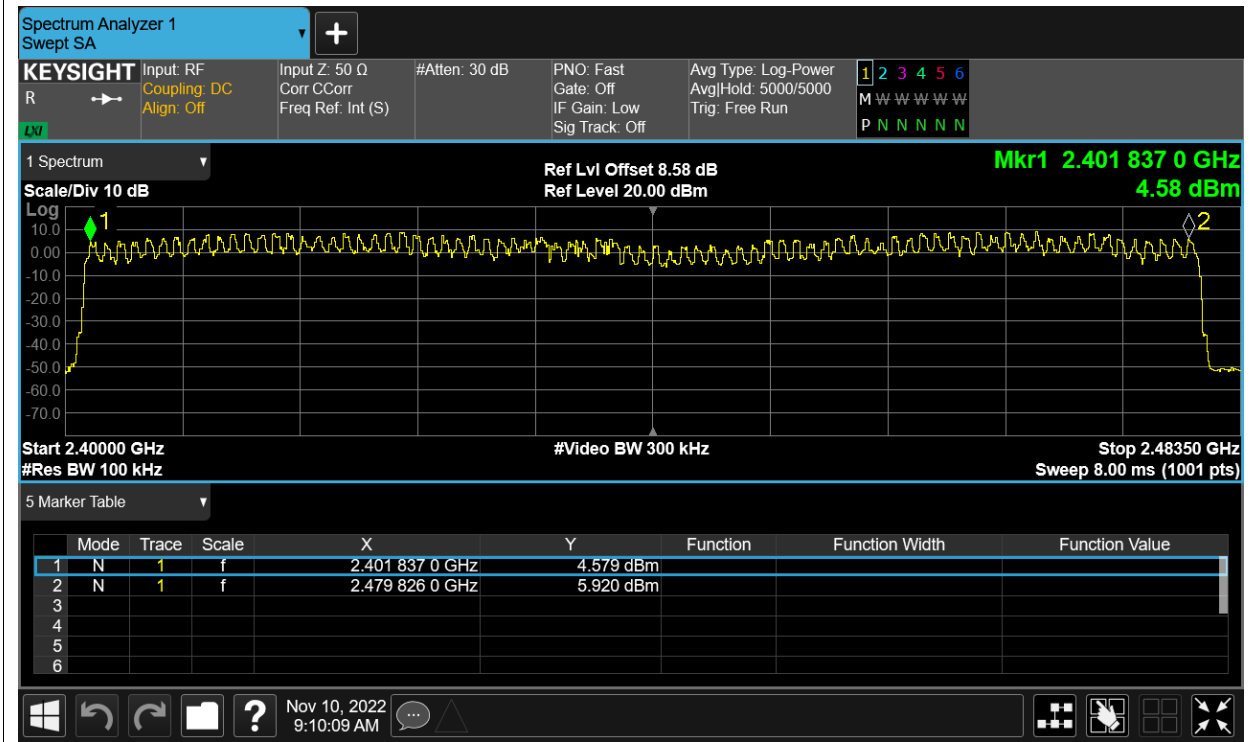 Spectrum Analyzer 1
Swept SA
KEYSIGHT
R
LXI
Input: RF
Coupling: DC
Align: Off
Input Z: 50 Ω
Corr CCorr
Freq Ref: Int (S)
#Atten: 30 dB
PNO: Fast
Gate: Off
IF Gain: Low
Sig Track: Off
Avg Type: Log-Power
Avg|Hold: 5000/5000
Trig: Free Run
1 2 3 4 5 6
M W W W W W
P N N N N N
1 Spectrum
Scale/Div 10 dB
Ref Lvl Offset 8.58 dB
Ref Level 20.00 dBm
Mkr1 2.401 837 0 GHz
4.58 dBm
Log
10.0
0.00
-10.0
-20.0
-30.0
-40.0
-50.0
-60.0
-70.0
1
2
Start 2.40000 GHz
#Res BW 100 kHz
#Video BW 300 kHz
Stop 2.48350 GHz
Sweep 8.00 ms (1001 pts)
5 Marker Table
Mode Trace Scale X Y Function Function Width Function Value
1 N 1 f 2.401 837 0 GHz 4.579 dBm
2 N 1 f 2.479 826 0 GHz 5.920 dBm
3
4
5
6
?
Nov 10, 2022
9:10:09 AM